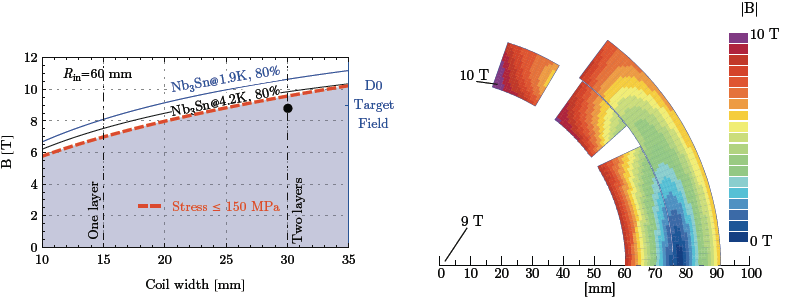 12
10
8
6
4
2
0
B [T]
R_in=60 mm
Nb₃Sn@1.9K, 80%
Nb₃Sn@4.2K, 80%
One layer
Two layers
Stress ≤ 150 MPa
10 15 20 25 30 35
Coil width [mm]
D0
Target
Field
|B|
10 T
0 T
10 T
9 T
0 10 20 30 40 50 60 70 80 90 100
[mm]